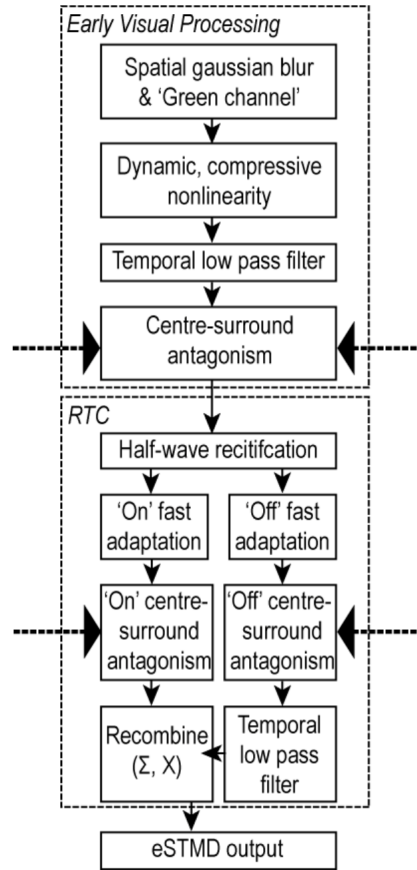 Early Visual Processing
Spatial gaussian blur
& ‘Green channel’
Dynamic, compressive
nonlinearity
Temporal low pass filter
Centre-surround
antagonism
RTC
Half-wave recitifcation
‘On’ fast
adaptation
‘Off’ fast
adaptation
‘On’ centre-
surround
antagonism
‘Off’ centre-
surround
antagonism
Recombine
(Σ, X)
Temporal
low pass
filter
eSTMD output